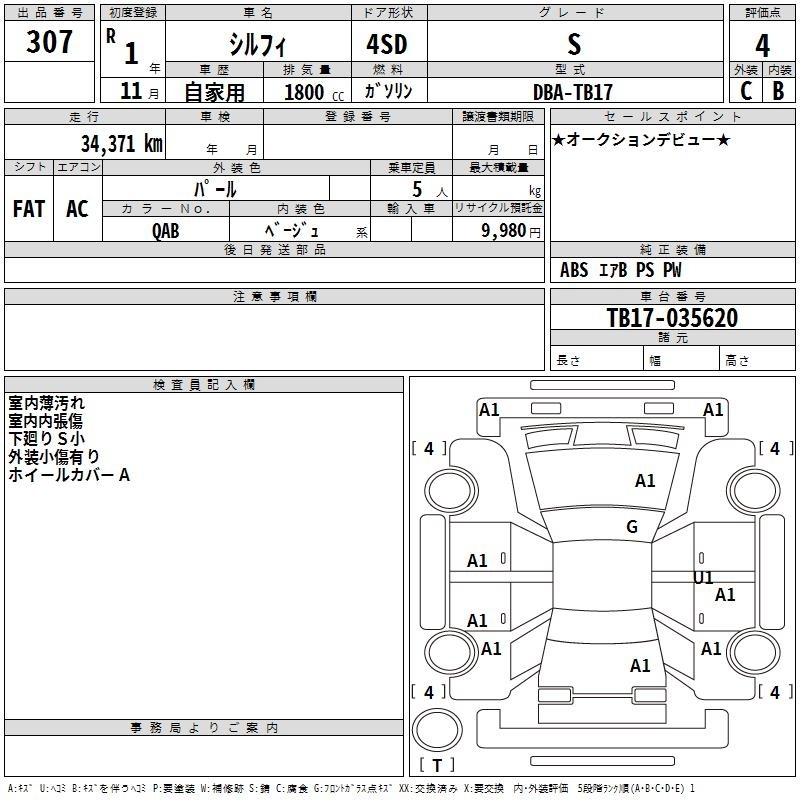 出品番号 初度登録 車名 ドア形状 グレード 評価点
307 R 1 年 ｼﾙﾌｨ 4SD S 4
車歴 排気量 燃料 型式 外装 内装
11 月 自家用 1800 CC ｶﾞｿﾘﾝ DBA-TB17 C B
走行 車検 登録番号 譲渡書類期限 セールスポイント
34,371 km 年 月 月 日 ★オークションデビュー★
シフト エアコン 外装色 乗車定員 最大積載量
FAT AC ﾊﾟｰﾙ 5 人 kg
カラーNo. 内装色 輸入車 リサイクル預託金
QAB ﾍﾞｰｼﾞｭ 系 9,980 円
後日発送部品 純正装備
ABS ｴｱB PS PW
注意事項欄 車台番号
TB17-035620
諸元
長さ 幅 高さ
検査員記入欄
室内薄汚れ
室内内張傷
下廻りＳ小
外装小傷有り
ホイールカバーＡ
A1 A1
[ 4 ] [ 4 ]
A1
G
A1 U1
A1
A1
A1 A1
A1
[ 4 ] [ 4 ]
事務局よりご案内
[ T ]
A:ｷｽﾞ U:ﾍｺﾐ B:ｷｽﾞを伴うﾍｺﾐ P:要塗装 W:補修跡 S:錆 C:腐食 G:ﾌﾛﾝﾄｶﾞﾗｽ点ｷｽﾞ XX:交換済み X:要交換 内・外装評価 5段階ﾗﾝｸ順(A・B・C・D・E) 1